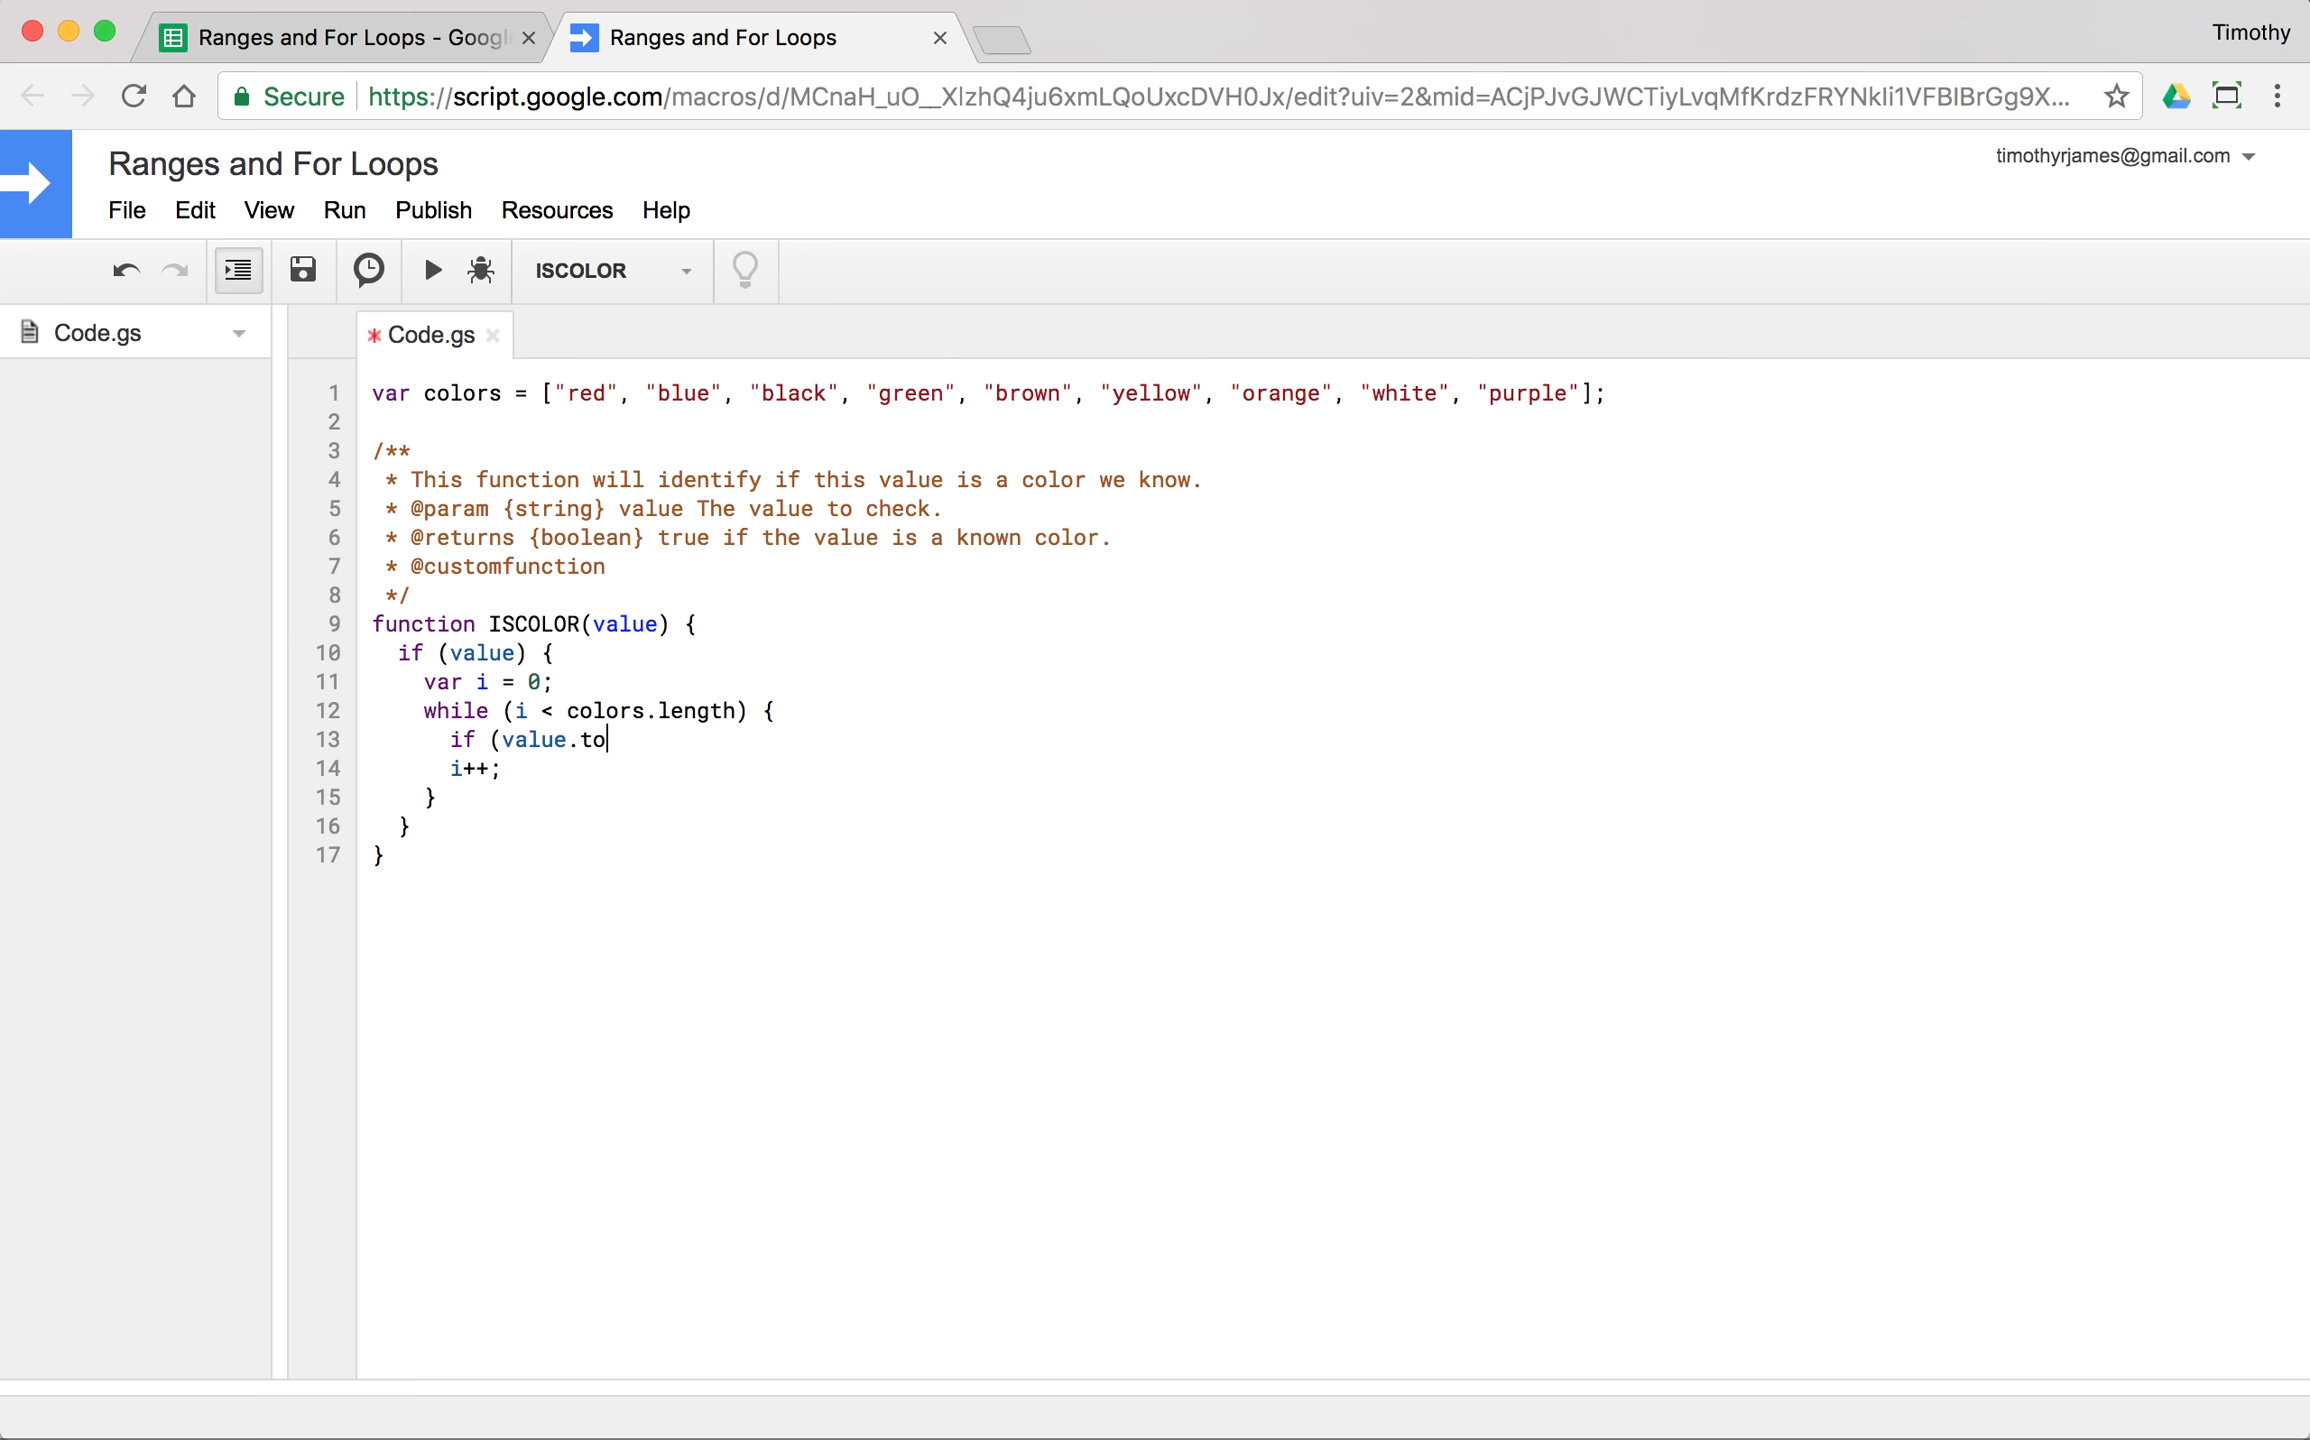 Ranges and For Loops - Googl
Ranges and For Loops
Timothy
Secure
https://script.google.com/macros/d/MCnaH_uO__XlzhQ4ju6xmLQoUxcDVH0Jx/edit?uiv=2&mid=ACjPJvGJWCTiyLvqMfKrdzFRYNkli1VFBIBrGg9X...
Ranges and For Loops
timothyrjames@gmail.com
File Edit View Run Publish Resources Help
ISCOLOR
Code.gs
* Code.gs
1 var colors = ["red", "blue", "black", "green", "brown", "yellow", "orange", "white", "purple"];
2
3 /**
4  * This function will identify if this value is a color we know.
5  * @param {string} value The value to check.
6  * @returns {boolean} true if the value is a known color.
7  * @customfunction
8  */
9 function ISCOLOR(value) {
10   if (value) {
11     var i = 0;
12     while (i < colors.length) {
13       if (value.to
14       i++;
15     }
16   }
17 }